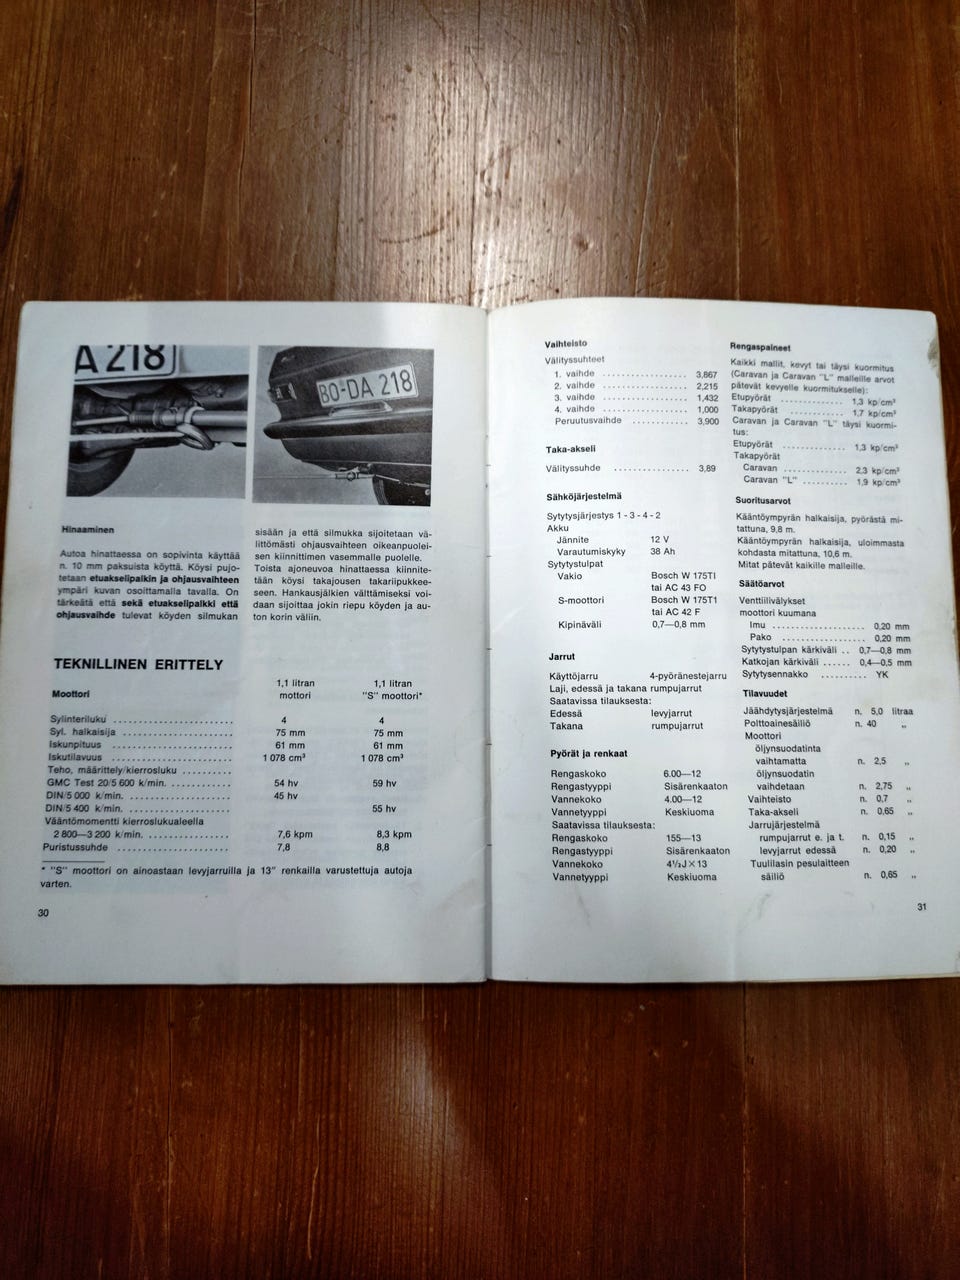 A 218
BO-DA 218
Hinaaminen
Autoa hinattaessa on sopivinta käyttää
n. 10 mm paksuista köyttä. Köysi pujo-
tetaan etuakselipalkin ja ohjausvaihteen
ympäri kuvan osoittamalla tavalla. On
tärkeätä että sekä etuakselipalkki että
ohjausvaihde tulevat köyden silmukan
sisään ja että silmukka sijoitetaan vä-
littömästi ohjausvaihteen oikeanpuolei-
sen kiinnittimen vasemmalle puolelle.
Toista ajoneuvoa hinattaessa kiinnite-
tään köysi takajousen takariipukkee-
seen. Hankausjälkien välttämiseksi voi-
daan sijoittaa jokin riepu köyden ja au-
ton korin väliin.
TEKNILLINEN ERITTELY
Moottori 1,1 litran mottori 1,1 litran "S" moottori*
Sylinteriluku 4 4
Syl. halkaisija 75 mm 75 mm
Iskunpituus 61 mm 61 mm
Iskutilavuus 1 078 cm³ 1 078 cm³
Teho, määrittely/kierrosluku
GMC Test 20/5 600 k/min. 54 hv 59 hv
DIN/5 000 k/min. 45 hv
DIN/5 400 k/min. 55 hv
Vääntömomentti kierroslukualeella
2 800—3 200 k/min. 7,6 kpm 8,3 kpm
Puristussuhde 7,8 8,8
* "S" moottori on ainoastaan levyjarruilla ja 13" renkailla varustettuja autoja
varten.
30
Vaihteisto
Välityssuhteet
1. vaihde 3,867
2. vaihde 2,215
3. vaihde 1,432
4. vaihde 1,000
Peruutusvaihde 3,900
Taka-akseli
Välityssuhde 3,89
Sähköjärjestelmä
Sytytysjärjestys 1 - 3 - 4 - 2
Akku
Jännite 12 V
Varautumiskyky 38 Ah
Sytytystulpat
Vakio Bosch W 175TI
tai AC 43 FO
S-moottori Bosch W 175T1
tai AC 42 F
Kipinäväli 0,7—0,8 mm
Jarrut
Käyttöjarru 4-pyöränestejarru
Laji, edessä ja takana rumpujarrut
Saatavissa tilauksesta:
Edessä levyjarrut
Takana rumpujarrut
Pyörät ja renkaat
Rengaskoko 6.00—12
Rengastyyppi Sisärenkaaton
Vannekoko 4.00—12
Vannetyyppi Keskiuoma
Saatavissa tilauksesta:
Rengaskoko 155—13
Rengastyyppi Sisärenkaaton
Vannekoko 4½J×13
Vannetyyppi Keskiuoma
Rengaspaineet
Kaikki mallit, kevyt tai täysi kuormitus
(Caravan ja Caravan "L" malleille arvot
pätevät kevyelle kuormitukselle):
Etupyörät 1,3 kp/cm²
Takapyörät 1,7 kp/cm²
Caravan ja Caravan "L" täysi kuormi-
tus:
Etupyörät 1,3 kp/cm²
Takapyörät
Caravan 2,3 kp/cm²
Caravan "L" 1,9 kp/cm²
Suoritusarvot
Kääntöympyrän halkaisija, pyörästä mi-
tattuna, 9,8 m.
Kääntöympyrän halkaisija, uloimmasta
kohdasta mitattuna, 10,6 m.
Mitat pätevät kaikille malleille.
Säätöarvot
Venttiilivälykset
moottori kuumana
Imu 0,20 mm
Pako 0,20 mm
Sytytystulpan kärkiväli 0,7—0,8 mm
Katkojan kärkiväli 0,4—0,5 mm
Sytytysennakko YK
Tilavuudet
Jäähdytysjärjestelmä n. 5,0 litraa
Polttoainesäiliö n. 40 „
Moottori
öljynsuodatinta
vaihtamatta n. 2,5 „
öljynsuodatin
vaihdetaan n. 2,75 „
Vaihteisto n. 0,7 „
Taka-akseli n. 0,65 „
Jarrujärjestelmä
rumpujarrut e. ja t. n. 0,15 „
levyjarrut edessä n. 0,20 „
Tuulilasin pesulaitteen
säiliö n. 0,65 „
31